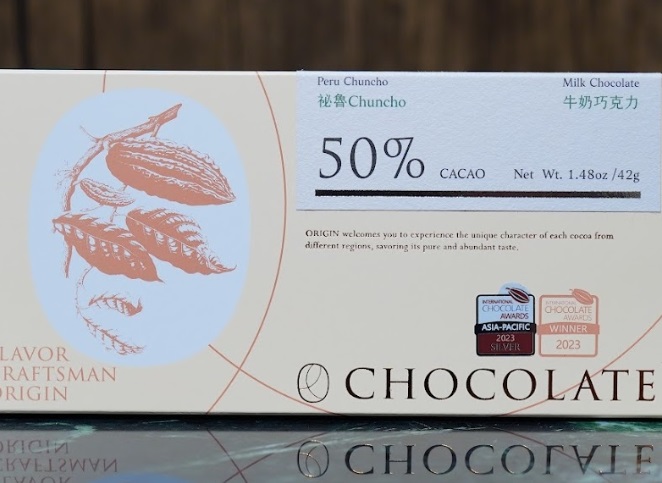 Peru Chuncho
Milk Chocolate
祕魯Chuncho
牛奶巧克力
50% CACAO Net Wt. 1.48oz /42g
ORIGIN welcomes you to experience the unique character of each cocoa from
different regions, savoring its pure and abundant taste.
INTERNATIONAL
CHOCOLATE
AWARDS
ASIA-PACIFIC
2023
SILVER
INTERNATIONAL
CHOCOLATE
AWARDS
WINNER
2023
LAVOR
RAFTSMAN
ORIGIN
CHOCOLATE